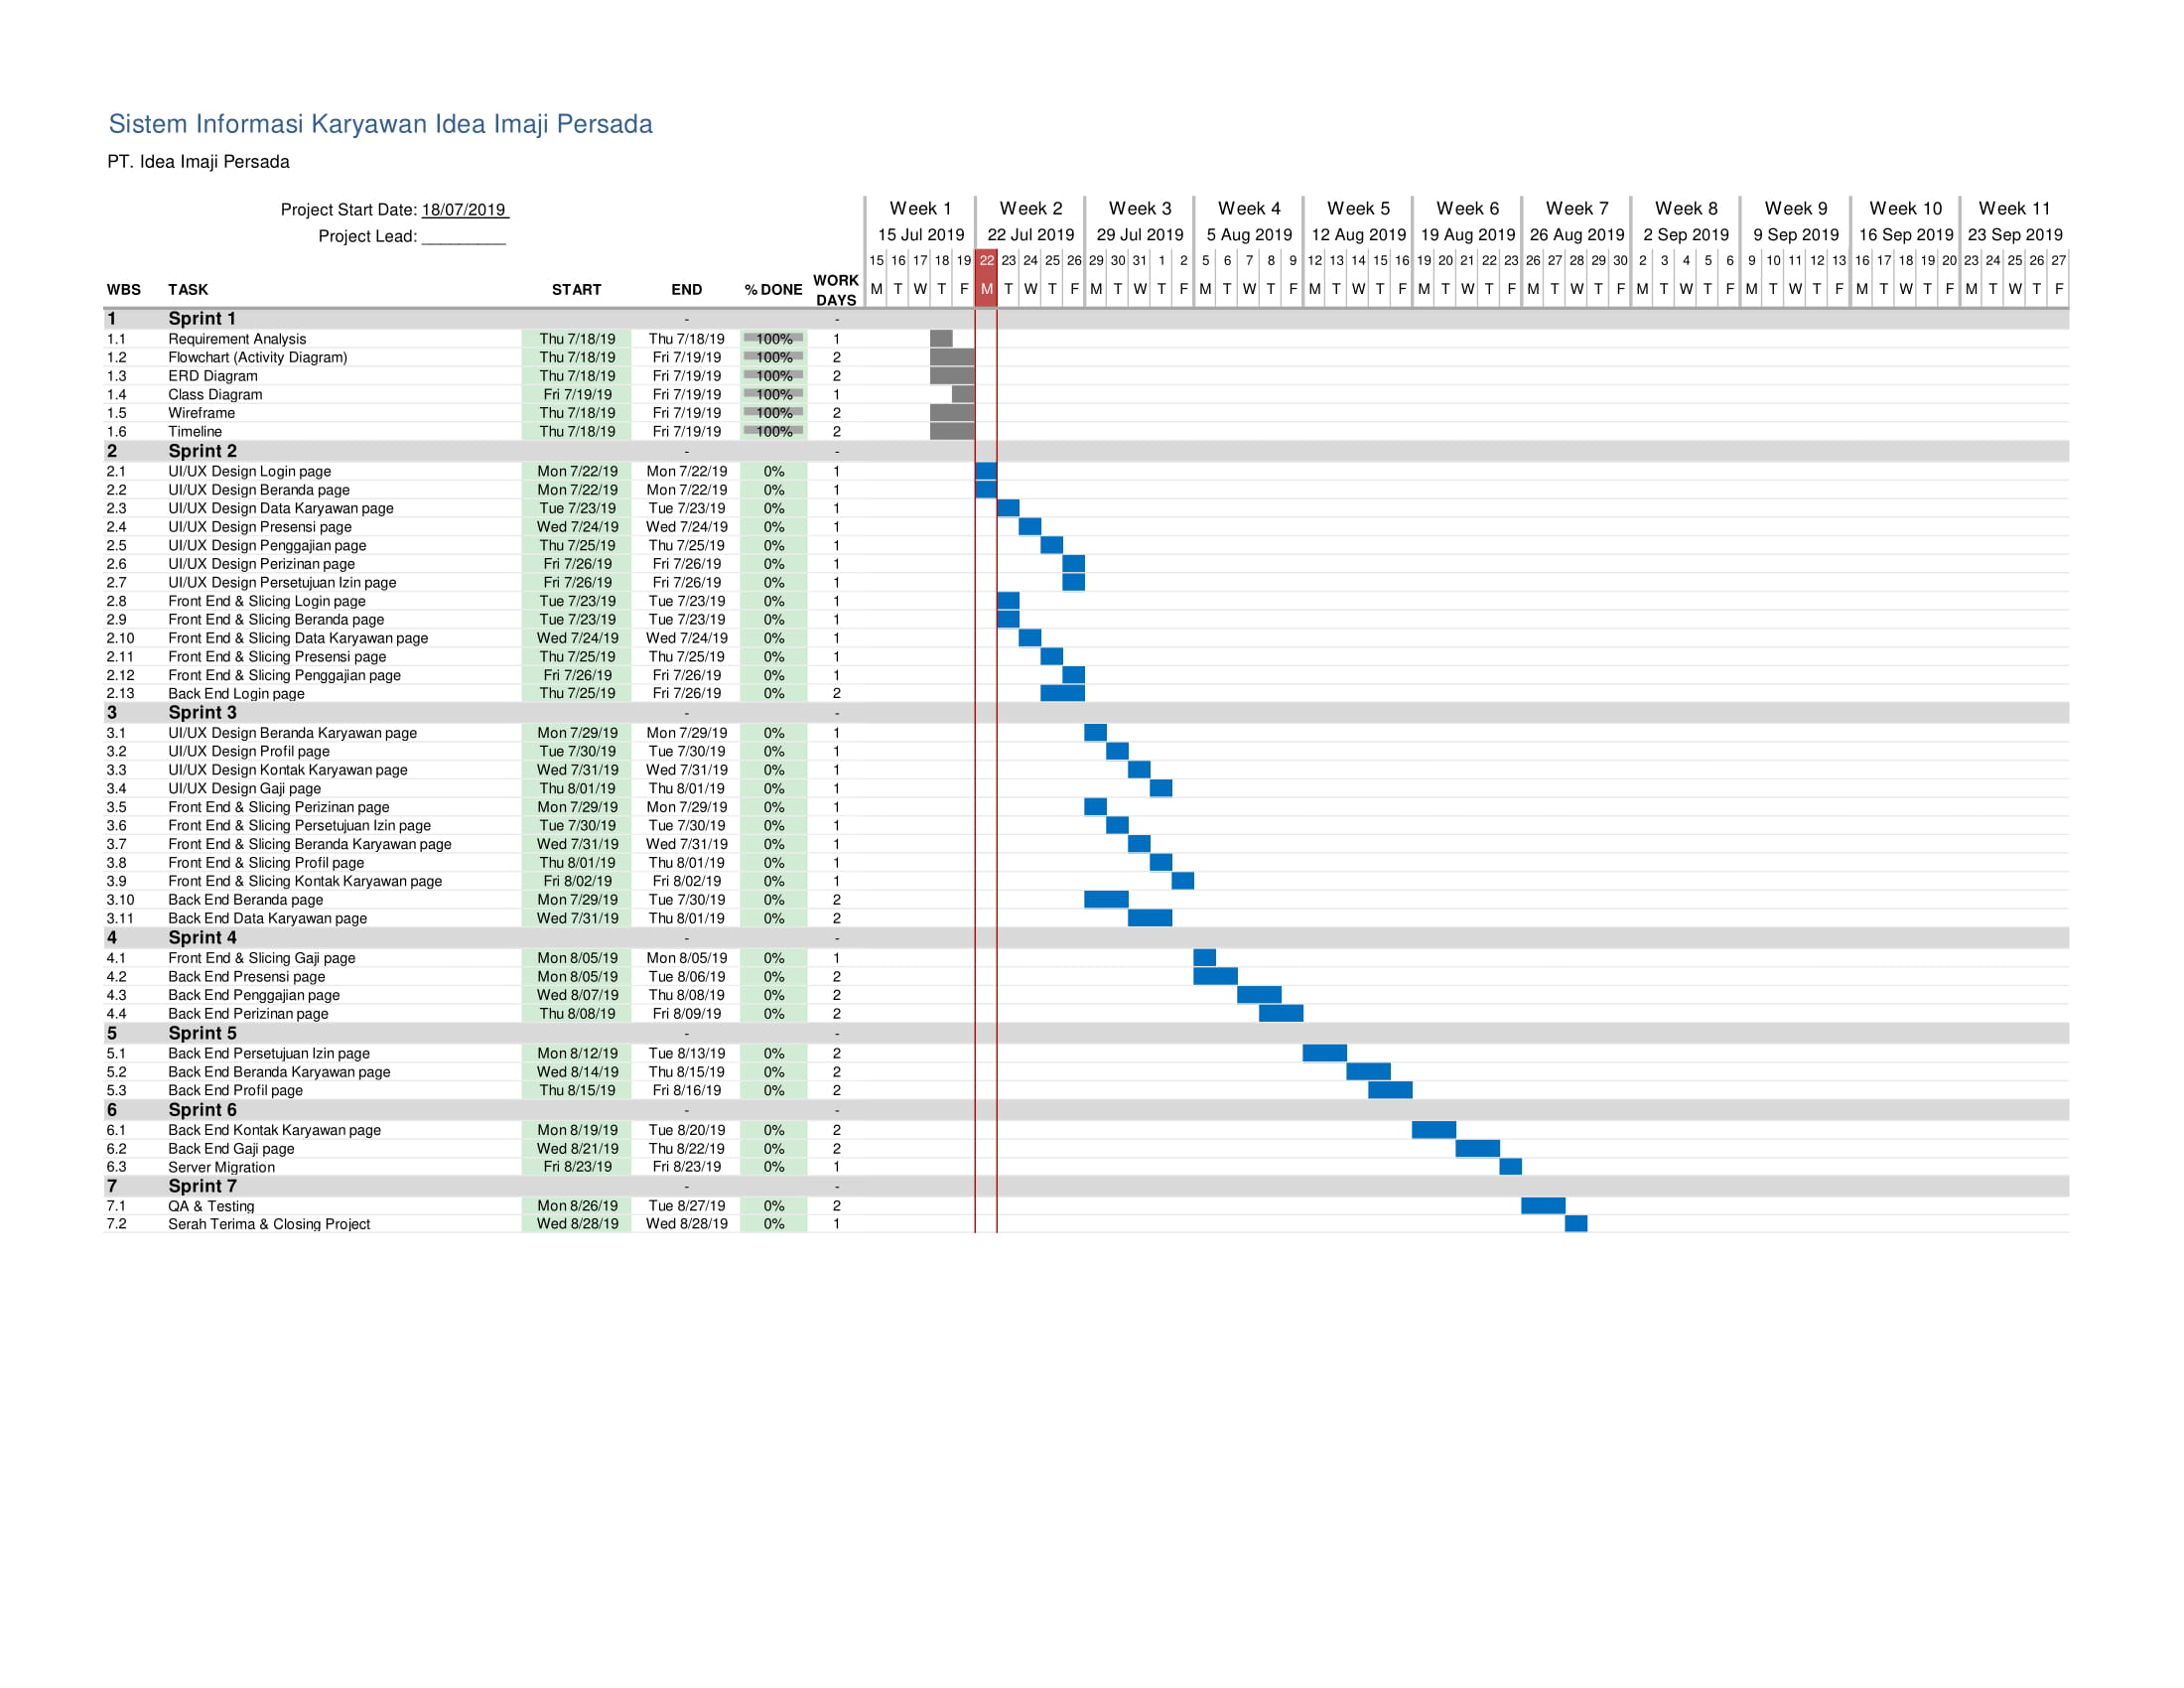 Sistem Informasi Karyawan Idea Imaji Persada
PT. Idea Imaji Persada
Project Start Date: 18/07/2019
Project Lead: _________
Week 1 Week 2 Week 3 Week 4 Week 5 Week 6 Week 7 Week 8 Week 9 Week 10 Week 11
15 Jul 2019 22 Jul 2019 29 Jul 2019 5 Aug 2019 12 Aug 2019 19 Aug 2019 26 Aug 2019 2 Sep 2019 9 Sep 2019 16 Sep 2019 23 Sep 2019
15 16 17 18 19 22 23 24 25 26 29 30 31 1 2 5 6 7 8 9 12 13 14 15 16 19 20 21 22 23 26 27 28 29 30 2 3 4 5 6 9 10 11 12 13 16 17 18 19 20 23 24 25 26 27
WBS TASK START END % DONE WORK DAYS M T W T F M T W T F M T W T F M T W T F M T W T F M T W T F M T W T F M T W T F M T W T F M T W T F M T W T F
1 Sprint 1 - -
1.1 Requirement Analysis Thu 7/18/19 Thu 7/18/19 100% 1
1.2 Flowchart (Activity Diagram) Thu 7/18/19 Fri 7/19/19 100% 2
1.3 ERD Diagram Thu 7/18/19 Fri 7/19/19 100% 2
1.4 Class Diagram Fri 7/19/19 Fri 7/19/19 100% 1
1.5 Wireframe Thu 7/18/19 Fri 7/19/19 100% 2
1.6 Timeline Thu 7/18/19 Fri 7/19/19 100% 2
2 Sprint 2 - -
2.1 UI/UX Design Login page Mon 7/22/19 Mon 7/22/19 0% 1
2.2 UI/UX Design Beranda page Mon 7/22/19 Mon 7/22/19 0% 1
2.3 UI/UX Design Data Karyawan page Tue 7/23/19 Tue 7/23/19 0% 1
2.4 UI/UX Design Presensi page Wed 7/24/19 Wed 7/24/19 0% 1
2.5 UI/UX Design Penggajian page Thu 7/25/19 Thu 7/25/19 0% 1
2.6 UI/UX Design Perizinan page Fri 7/26/19 Fri 7/26/19 0% 1
2.7 UI/UX Design Persetujuan Izin page Fri 7/26/19 Fri 7/26/19 0% 1
2.8 Front End & Slicing Login page Tue 7/23/19 Tue 7/23/19 0% 1
2.9 Front End & Slicing Beranda page Tue 7/23/19 Tue 7/23/19 0% 1
2.10 Front End & Slicing Data Karyawan page Wed 7/24/19 Wed 7/24/19 0% 1
2.11 Front End & Slicing Presensi page Thu 7/25/19 Thu 7/25/19 0% 1
2.12 Front End & Slicing Penggajian page Fri 7/26/19 Fri 7/26/19 0% 1
2.13 Back End Login page Thu 7/25/19 Fri 7/26/19 0% 2
3 Sprint 3 - -
3.1 UI/UX Design Beranda Karyawan page Mon 7/29/19 Mon 7/29/19 0% 1
3.2 UI/UX Design Profil page Tue 7/30/19 Tue 7/30/19 0% 1
3.3 UI/UX Design Kontak Karyawan page Wed 7/31/19 Wed 7/31/19 0% 1
3.4 UI/UX Design Gaji page Thu 8/01/19 Thu 8/01/19 0% 1
3.5 Front End & Slicing Perizinan page Mon 7/29/19 Mon 7/29/19 0% 1
3.6 Front End & Slicing Persetujuan Izin page Tue 7/30/19 Tue 7/30/19 0% 1
3.7 Front End & Slicing Beranda Karyawan page Wed 7/31/19 Wed 7/31/19 0% 1
3.8 Front End & Slicing Profil page Thu 8/01/19 Thu 8/01/19 0% 1
3.9 Front End & Slicing Kontak Karyawan page Fri 8/02/19 Fri 8/02/19 0% 1
3.10 Back End Beranda page Mon 7/29/19 Tue 7/30/19 0% 2
3.11 Back End Data Karyawan page Wed 7/31/19 Thu 8/01/19 0% 2
4 Sprint 4 - -
4.1 Front End & Slicing Gaji page Mon 8/05/19 Mon 8/05/19 0% 1
4.2 Back End Presensi page Mon 8/05/19 Tue 8/06/19 0% 2
4.3 Back End Penggajian page Wed 8/07/19 Thu 8/08/19 0% 2
4.4 Back End Perizinan page Thu 8/08/19 Fri 8/09/19 0% 2
5 Sprint 5 - -
5.1 Back End Persetujuan Izin page Mon 8/12/19 Tue 8/13/19 0% 2
5.2 Back End Beranda Karyawan page Wed 8/14/19 Thu 8/15/19 0% 2
5.3 Back End Profil page Thu 8/15/19 Fri 8/16/19 0% 2
6 Sprint 6 - -
6.1 Back End Kontak Karyawan page Mon 8/19/19 Tue 8/20/19 0% 2
6.2 Back End Gaji page Wed 8/21/19 Thu 8/22/19 0% 2
6.3 Server Migration Fri 8/23/19 Fri 8/23/19 0% 1
7 Sprint 7 - -
7.1 QA & Testing Mon 8/26/19 Tue 8/27/19 0% 2
7.2 Serah Terima & Closing Project Wed 8/28/19 Wed 8/28/19 0% 1